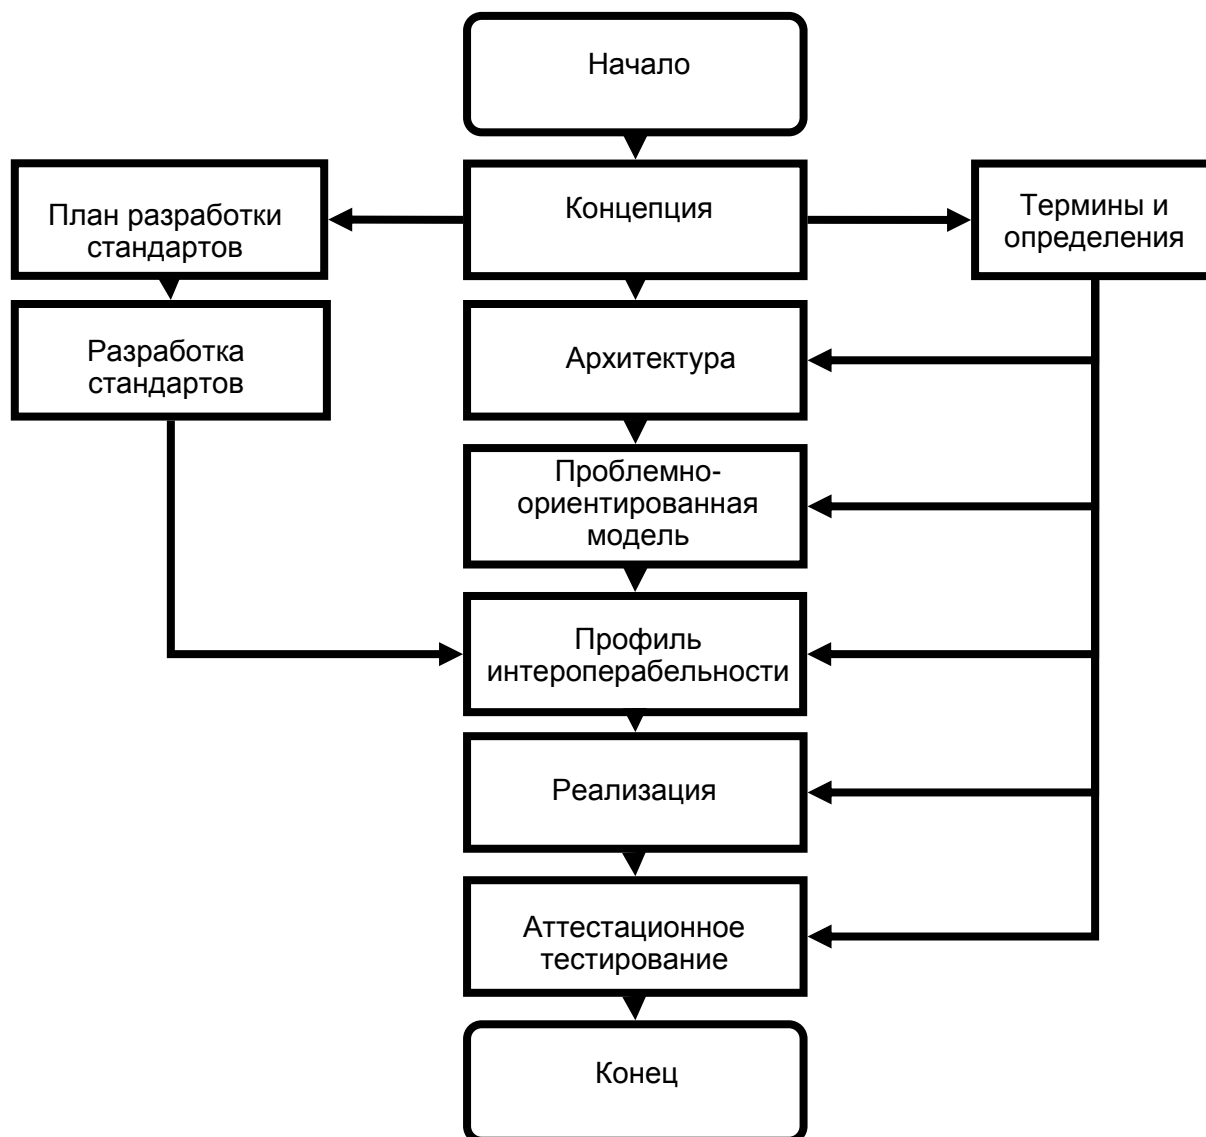 Начало
План разработки
стандартов
Концепция
Термины и
определения
Разработка
стандартов
Архитектура
Проблемно-
ориентированная
модель
Профиль
интероперабельности
Реализация
Аттестационное
тестирование
Конец